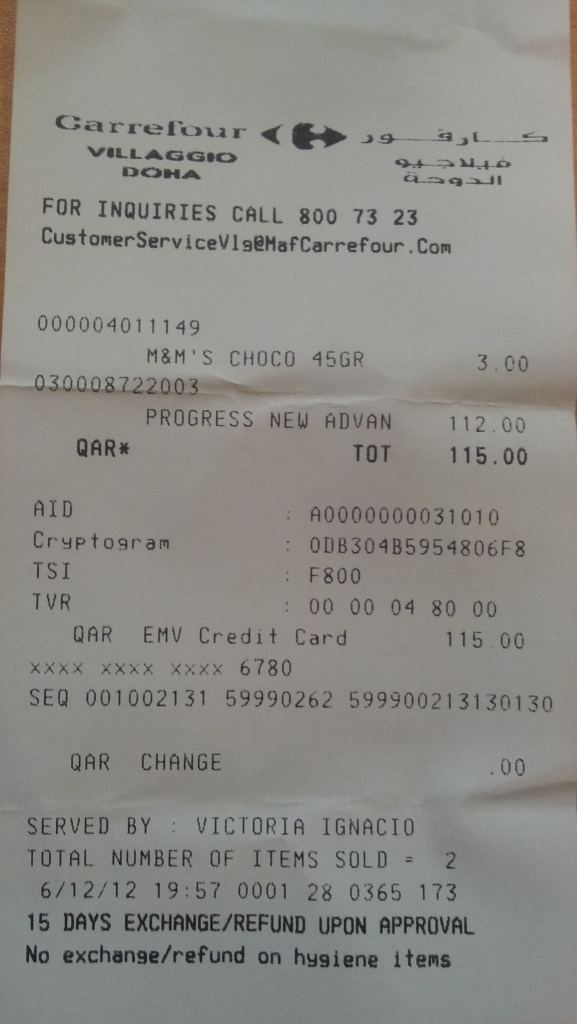 Carrefour كارفور
VILLAGGIO فيلاجيو
DOHA الدوحة
FOR INQUIRIES CALL 800 73 23
CustomerServiceVlg@MafCarrefour.Com
000004011149
M&M'S CHOCO 45GR 3.00
030008722003
PROGRESS NEW ADVAN 112.00
QAR* TOT 115.00
AID : A0000000031010
Cryptogram : 0DB304B5954806F8
TSI : F800
TVR : 00 00 04 80 00
QAR EMV Credit Card 115.00
xxxx xxxx xxxx 6780
SEQ 001002131 59990262 599900213130130
QAR CHANGE .00
SERVED BY : VICTORIA IGNACIO
TOTAL NUMBER OF ITEMS SOLD = 2
6/12/12 19:57 0001 28 0365 173
15 DAYS EXCHANGE/REFUND UPON APPROVAL
No exchange/refund on hygiene items